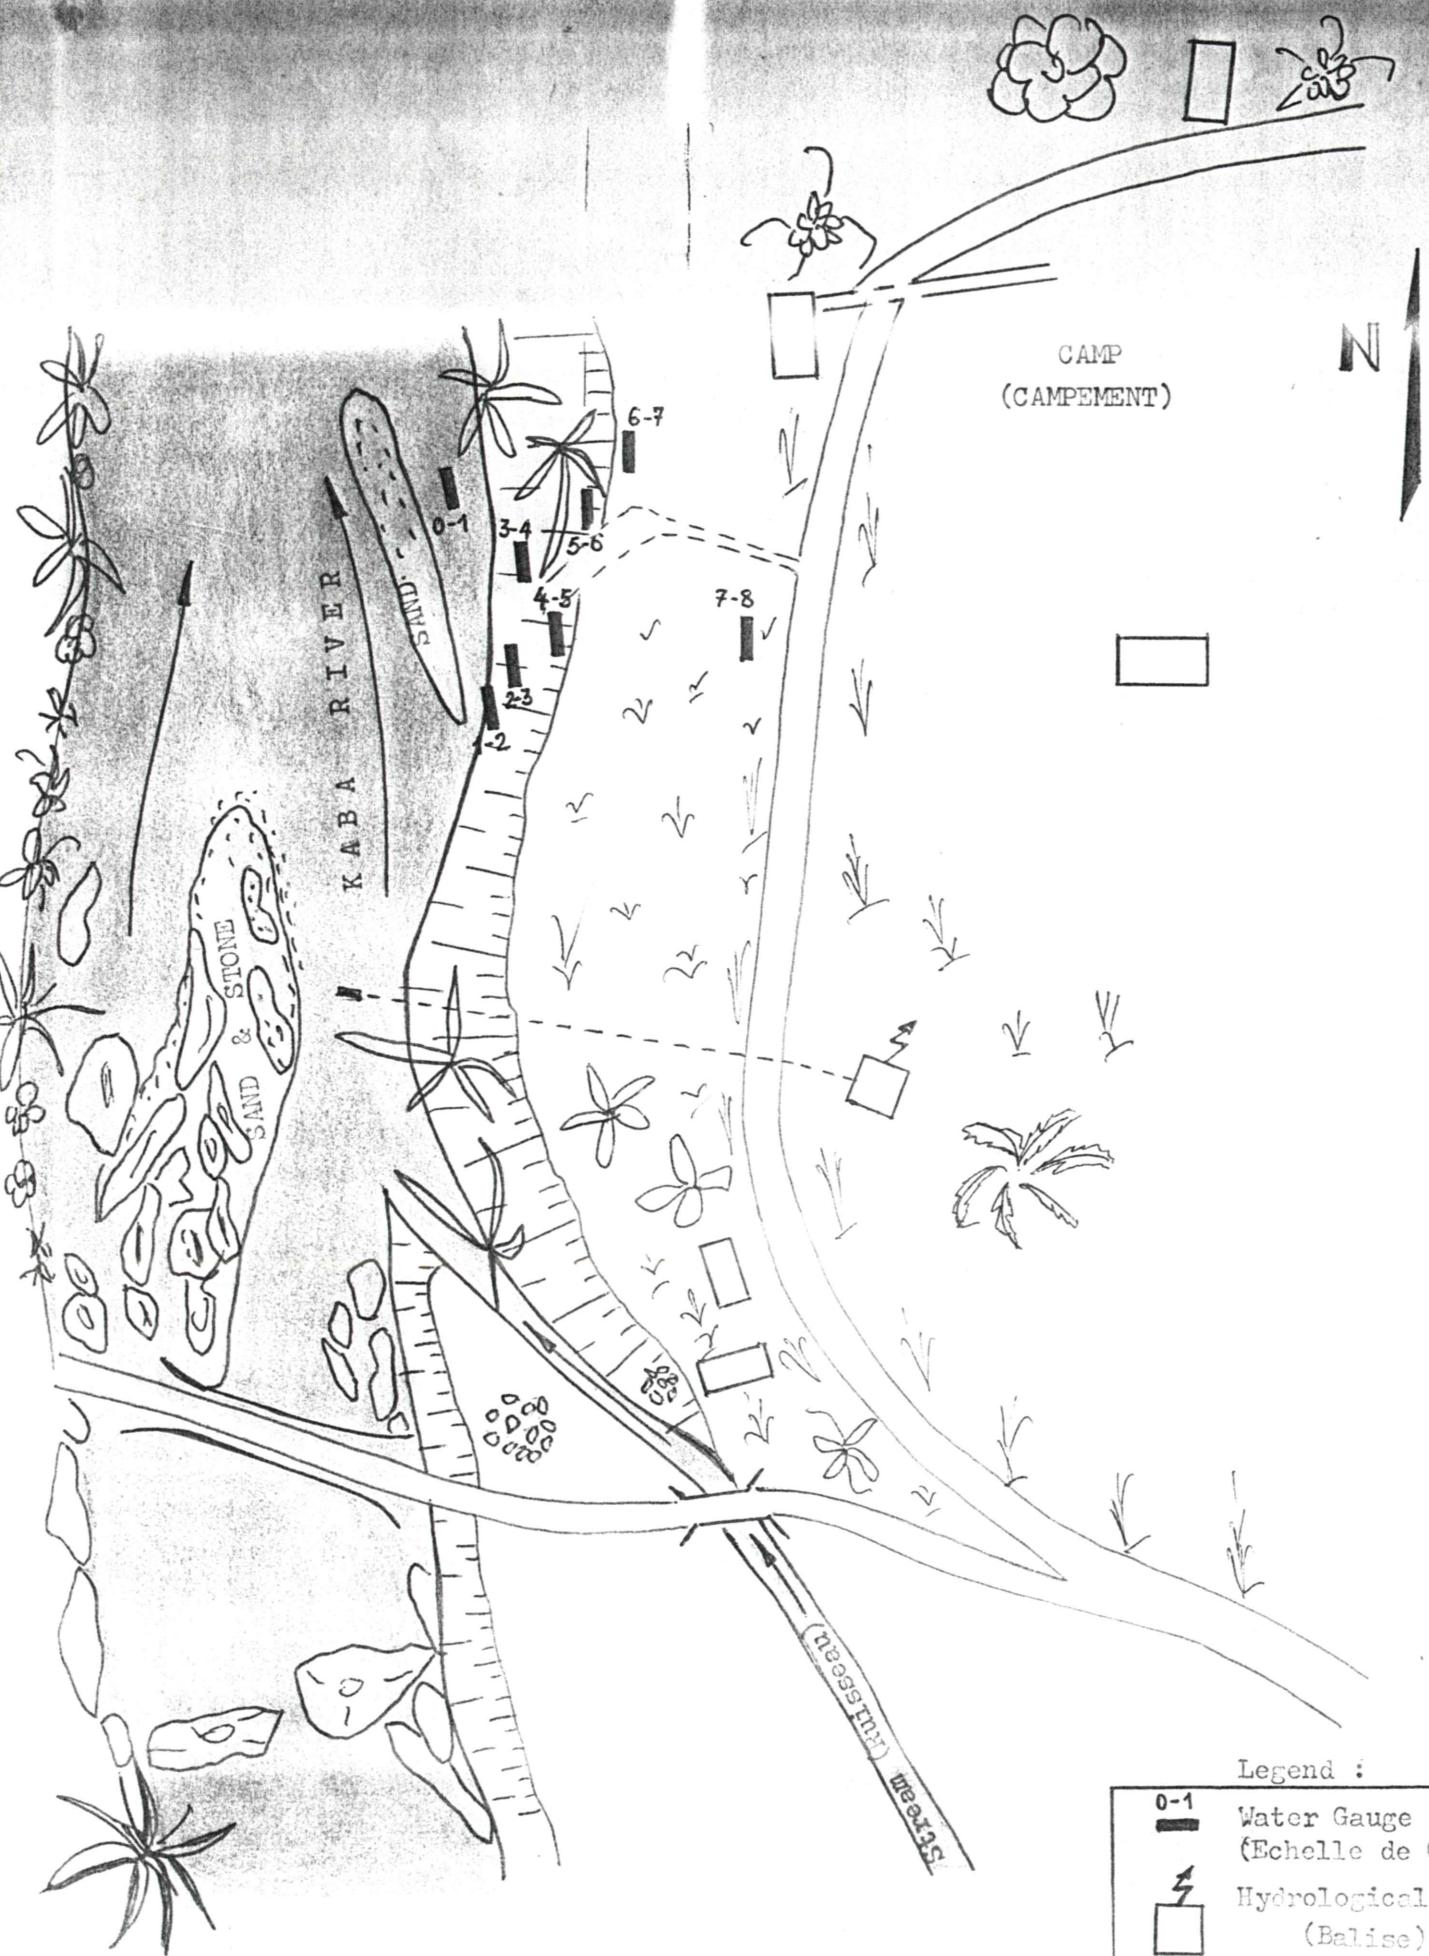 CAMP
(CAMPEMENT)
N
6-7
0-1
3-4
5-6
4-5
7-8
2-3
1-2
SAND.
KABA RIVER
SAND & STONE
Stream (Ruisseau)
Legend :
0-1
Water Gauge
(Echelle de
Hydrological
(Balise)